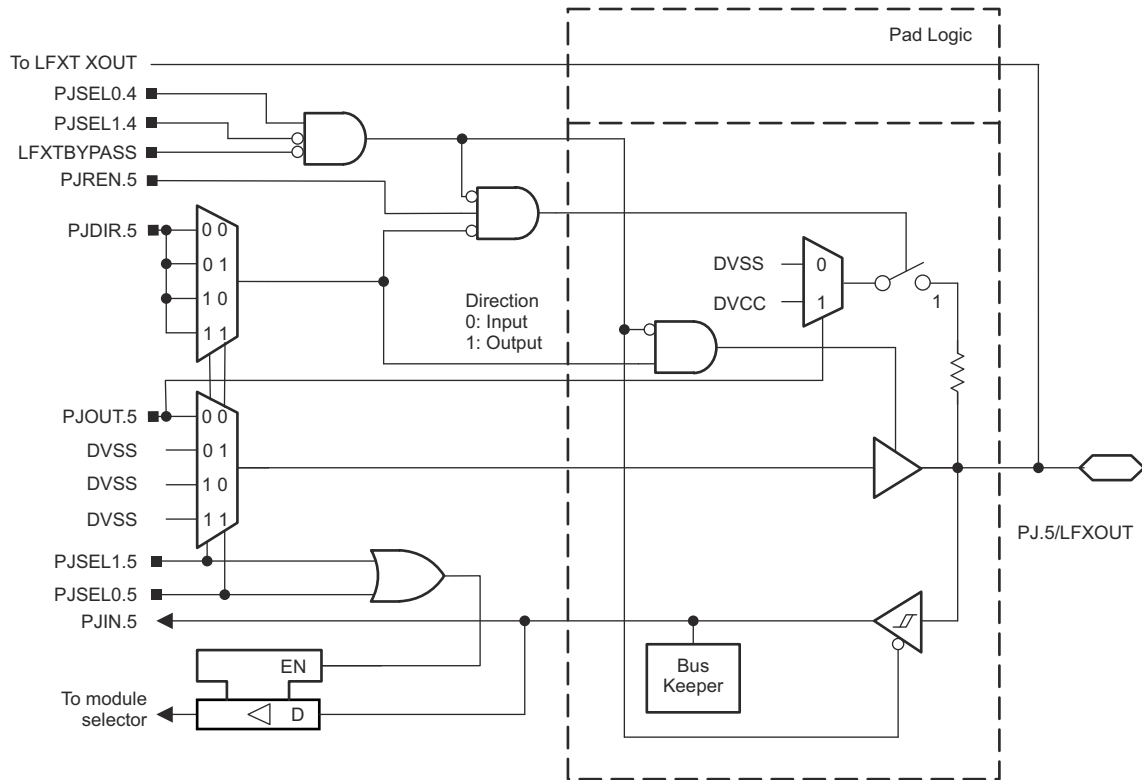 Pad Logic
To LFXT XOUT
PJSEL0.4
PJSEL1.4
LFXTBYPASS
PJREN.5
PJDIR.5
0 0
0 1
1 0
1 1
Direction
0: Input
1: Output
DVSS
0
DVCC
1
1
PJOUT.5
0 0
DVSS
0 1
DVSS
1 0
DVSS
1 1
PJ.5/LFXOUT
PJSEL1.5
PJSEL0.5
PJIN.5
Bus
Keeper
EN
To module
selector
D